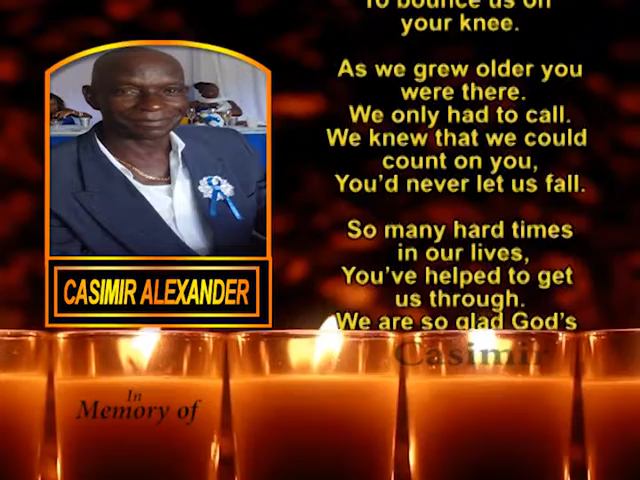 To bounce us on
your knee.
As we grew older you
were there.
We only had to call.
We knew that we could
count on you,
You'd never let us fall.
So many hard times
in our lives,
You've helped to get
us through.
We are so glad God's
CASIMIR ALEXANDER
In
Memory of
Casimir